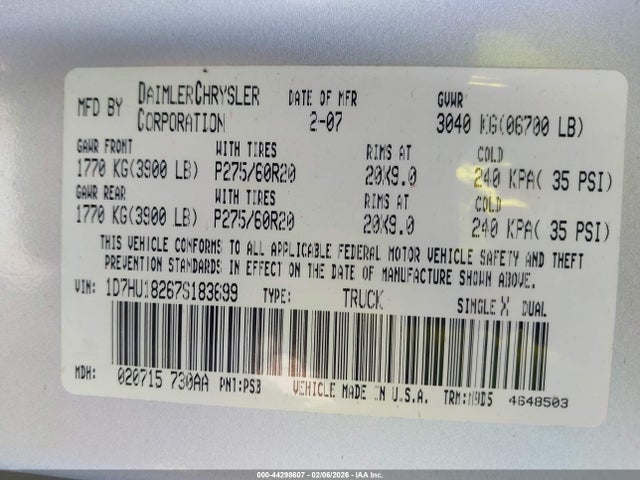 MFD BY DAIMLERCHRYSLER CORPORATION DATE OF MFR 2-07 GVWR 3040 KG(06700 LB)
GAWR FRONT WITH TIRES RIMS AT COLD
1770 KG(3900 LB) P275/60R20 20X9.0 240 KPA( 35 PSI)
GAWR REAR WITH TIRES RIMS AT COLD
1770 KG(3900 LB) P275/60R20 20X9.0 240 KPA( 35 PSI)
THIS VEHICLE CONFORMS TO ALL APPLICABLE FEDERAL MOTOR VEHICLE SAFETY AND THEFT
PREVENTION STANDARDS IN EFFECT ON THE DATE OF MANUFACTURE SHOWN ABOVE.
VIN: 1D7HU18267S183699 TYPE: TRUCK SINGLE X DUAL
MDH: 020715 730AA PNT:PS3 VEHICLE MADE IN U.S.A. TRM:M9D5 4648503
000-44298607 - 02/06/2026 - IAA Inc.